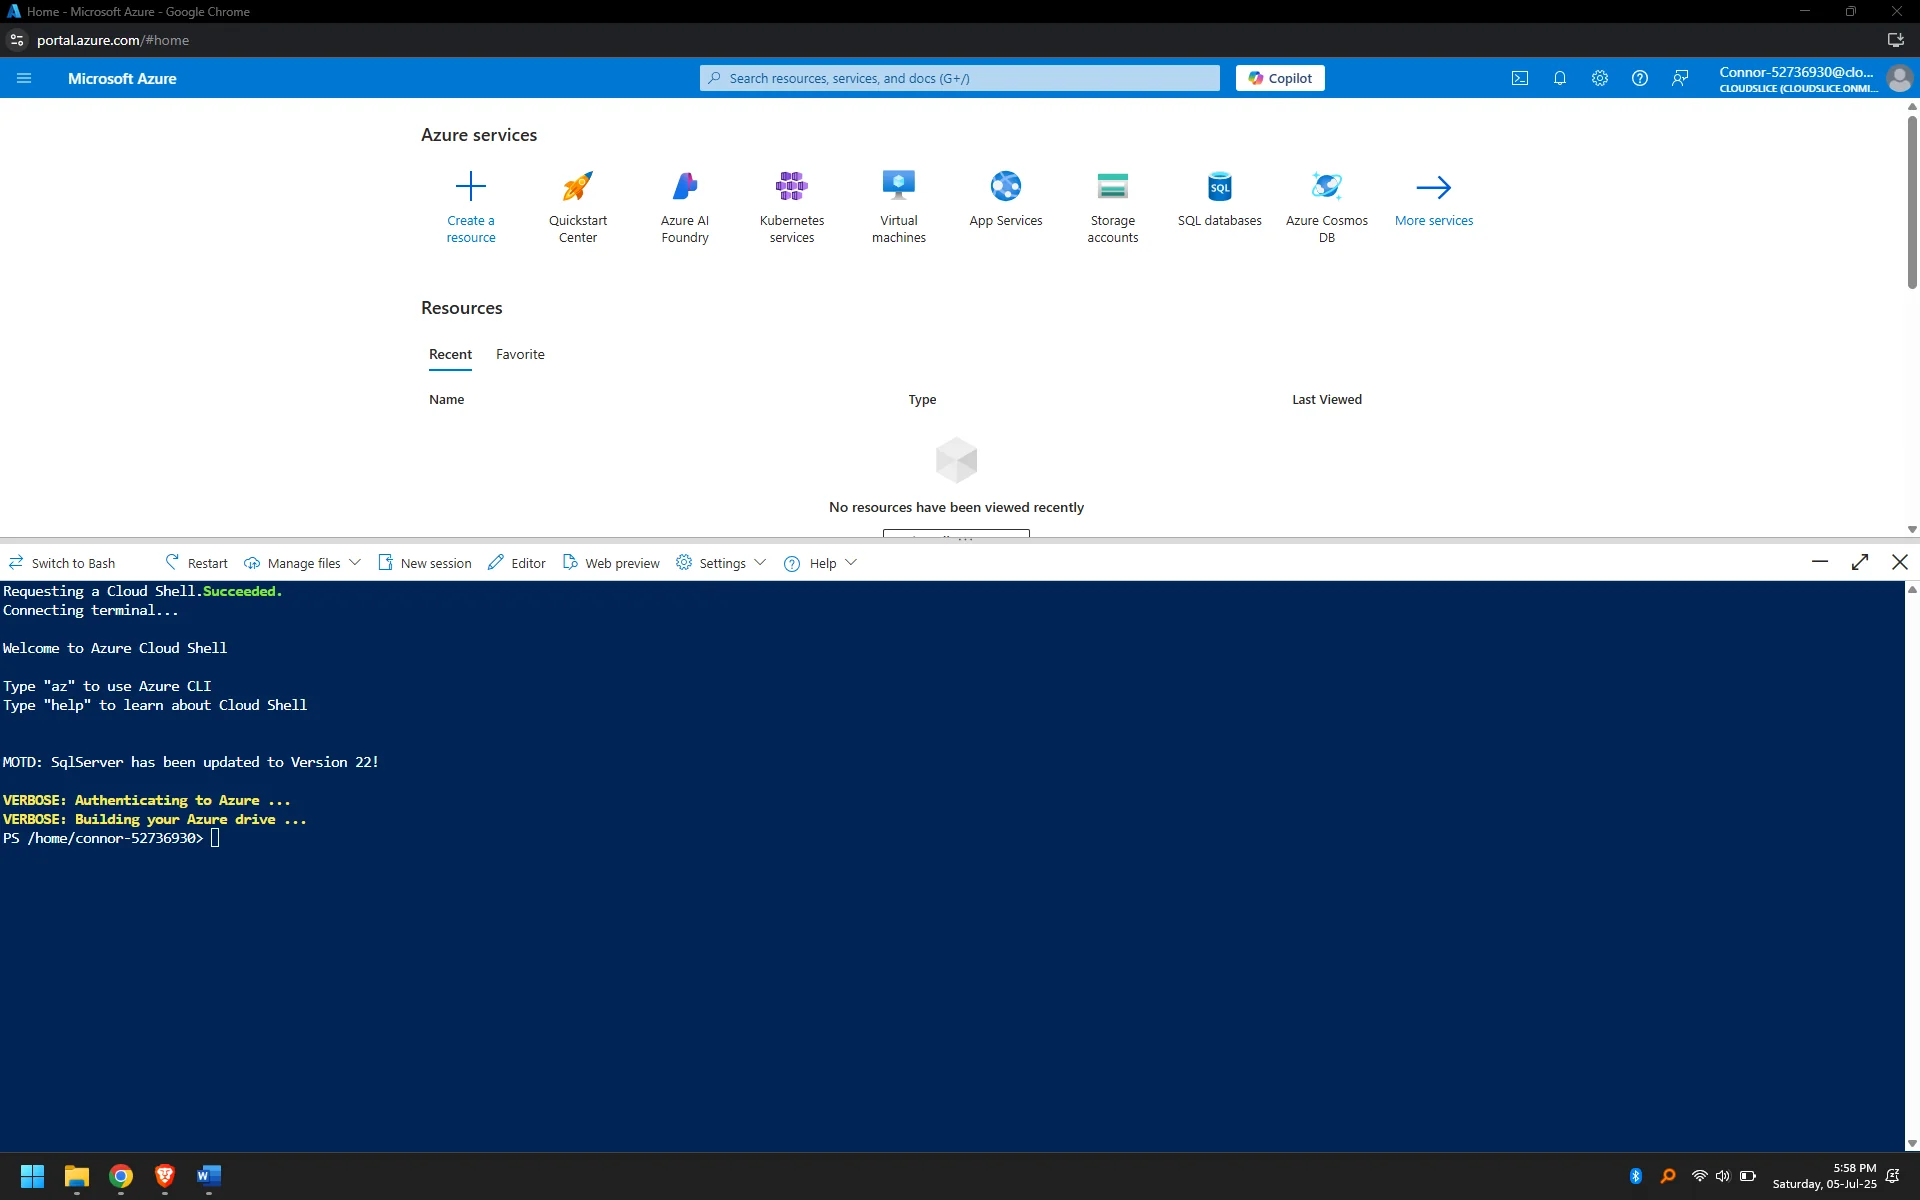 Home - Microsoft Azure - Google Chrome
portal.azure.com/#home
Microsoft Azure
Search resources, services, and docs (G+/)
Copilot
Connor-52736930@clo...
CLOUDSLICE (CLOUDSLICE.ONMI...
Azure services
Create a resource
Quickstart Center
Azure AI Foundry
Kubernetes services
Virtual machines
App Services
Storage accounts
SQL
SQL databases
Azure Cosmos DB
More services
Resources
Recent Favorite
Name Type Last Viewed
No resources have been viewed recently
Switch to Bash Restart Manage files New session Editor Web preview Settings Help
Requesting a Cloud Shell.Succeeded.
Connecting terminal...
Welcome to Azure Cloud Shell
Type "az" to use Azure CLI
Type "help" to learn about Cloud Shell
MOTD: SqlServer has been updated to Version 22!
VERBOSE: Authenticating to Azure ...
VERBOSE: Building your Azure drive ...
PS /home/connor-52736930>
5:58 PM
Saturday, 05-Jul-25